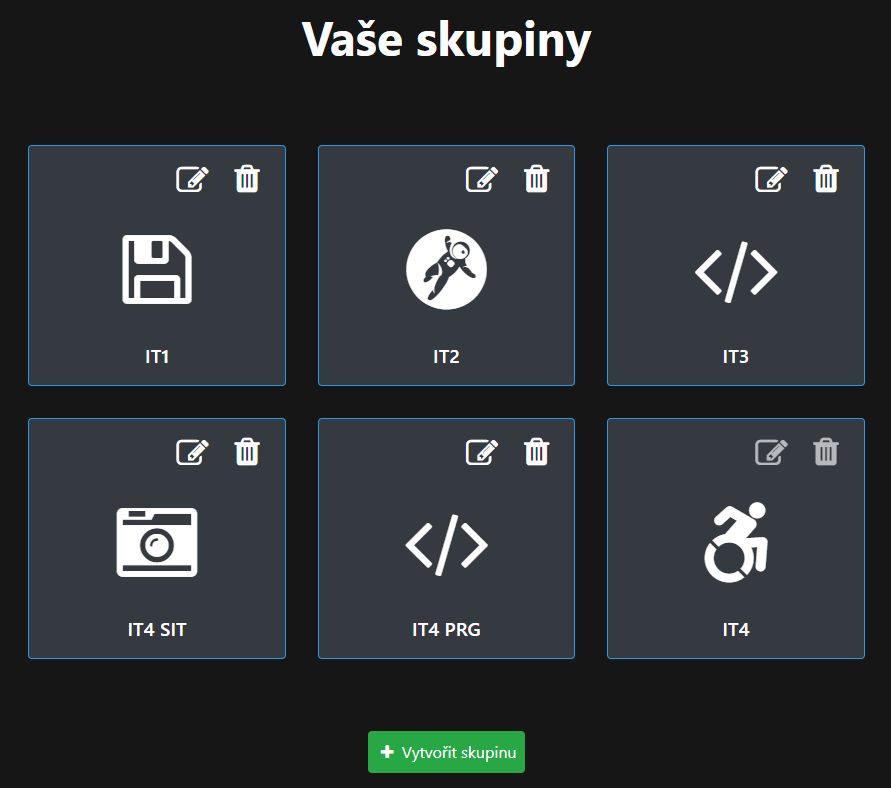 Vaše skupiny
IT1
IT2
IT3
IT4 SIT
IT4 PRG
IT4
Vytvořit skupinu